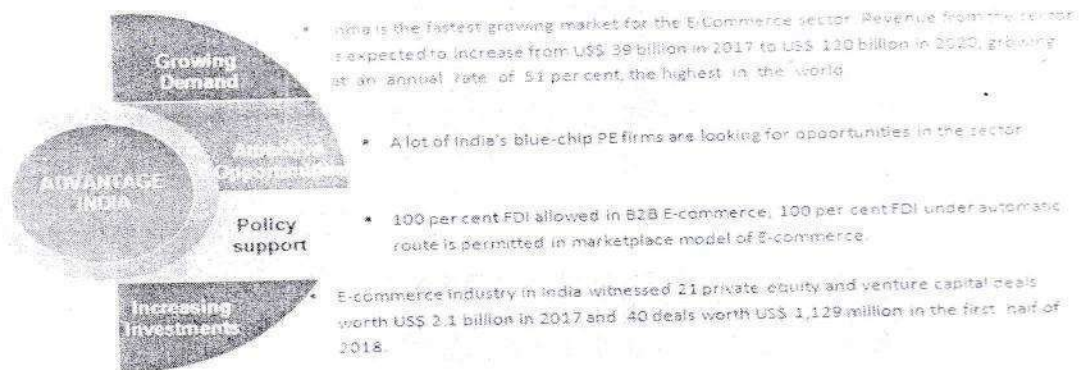 Growing
Demand
• India is the fastest growing market for the E-Commerce sector. Revenue from the sector
is expected to increase from US$ 39 billion in 2017 to US$ 120 billion in 2020, growing
at an annual rate of 51 per cent, the highest in the world
Opportunities
• A lot of India's blue-chip PE firms are looking for opportunities in the sector
ADVANTAGE
INDIA
Policy
support
• 100 per cent FDI allowed in B2B E-commerce, 100 per cent FDI under automatic
route is permitted in marketplace model of E-commerce.
Increasing
Investments
• E-commerce industry in India witnessed 21 private equity and venture capital deals
worth US$ 2.1 billion in 2017 and 40 deals worth US$ 1,129 million in the first half of
2018.